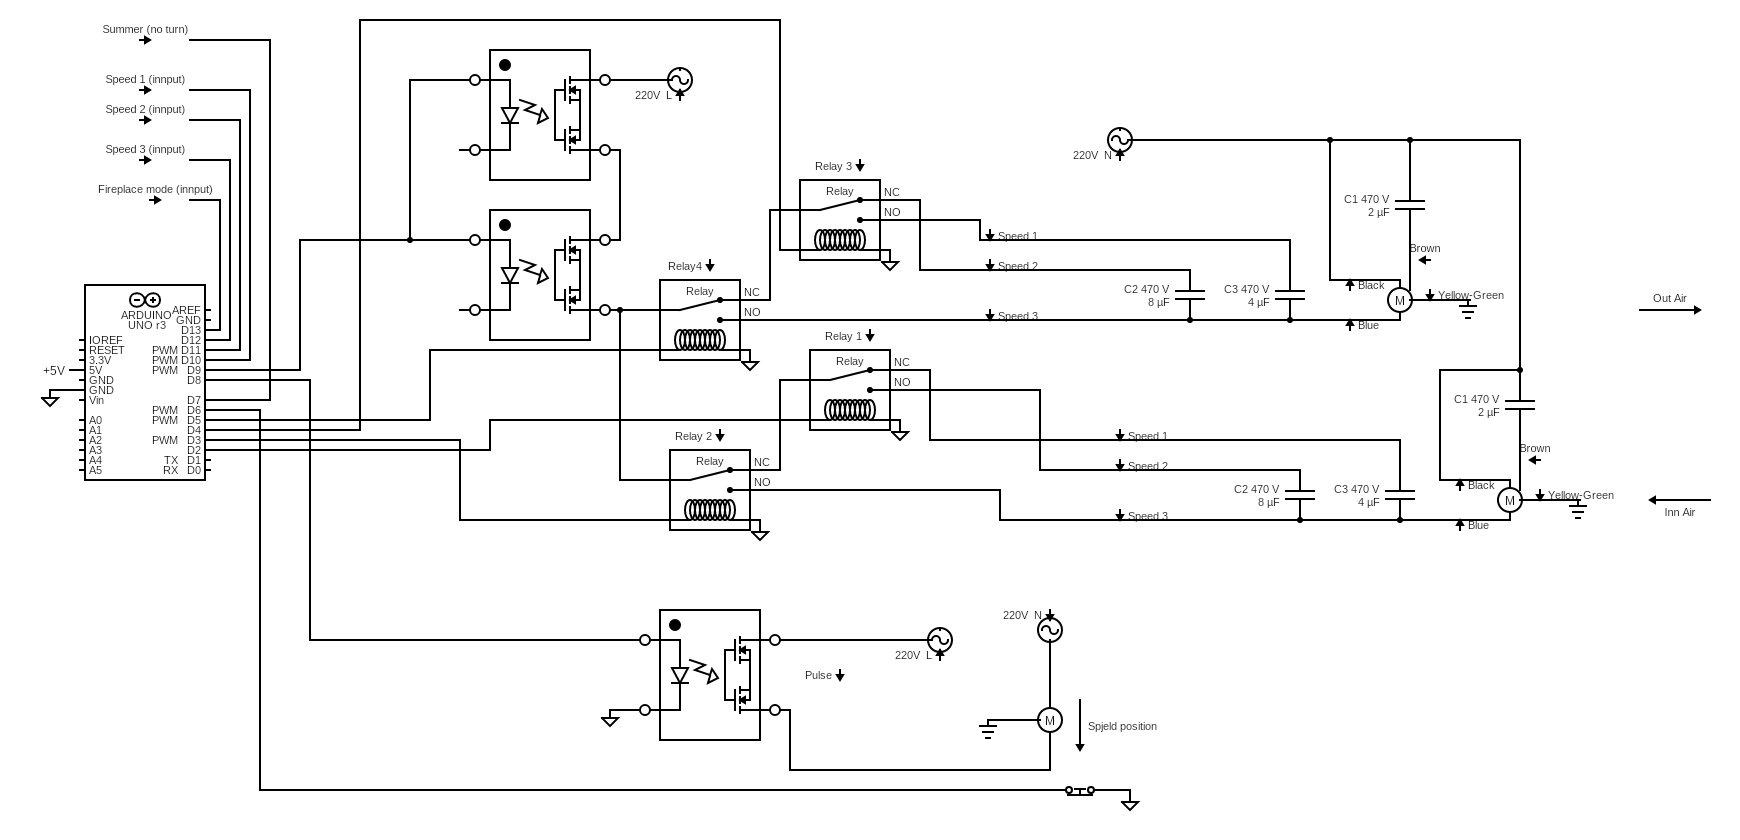 Summer (no turn)
Speed 1 (innput)
Speed 2 (innput)
Speed 3 (innput)
Fireplace mode (innput)
ARDUINO
UNO r3
AREF
GND
D13
IOREF
D12
RESET
PWM D11
3.3V
PWM D10
+5V
5V
PWM D9
GND
D8
GND
Vin
D7
PWM D6
A0
PWM D5
A1
D4
A2
PWM D3
A3
D2
A4
TX D1
A5
RX D0
220V L
Relay 3
Relay
NC
NO
Relay4
Relay
NC
NO
Relay 1
Relay
NC
NO
Relay 2
Relay
NC
NO
220V N
Speed 1
Speed 2
Speed 3
C1 470 V
2 µF
Brown
C2 470 V
8 µF
C3 470 V
4 µF
Black
M
Yellow-Green
Blue
Out Air
Speed 1
Speed 2
Speed 3
C1 470 V
2 µF
Brown
C2 470 V
8 µF
C3 470 V
4 µF
Black
M
Yellow-Green
Blue
Inn Air
220V L
Pulse
220V N
M
Spjeld position